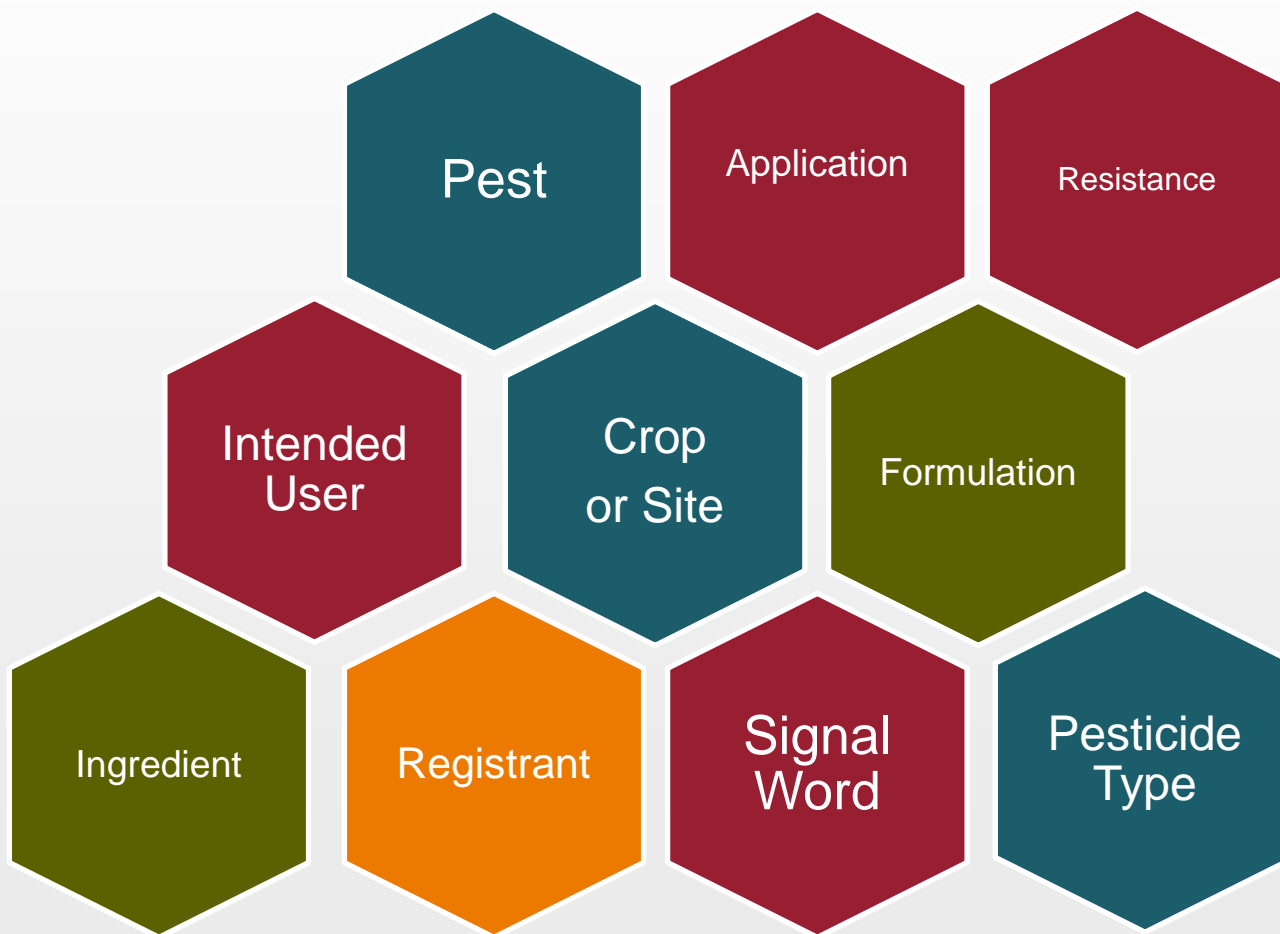 Pest
Application
Resistance
Intended
User
Crop
or Site
Formulation
Ingredient
Registrant
Signal
Word
Pesticide
Type